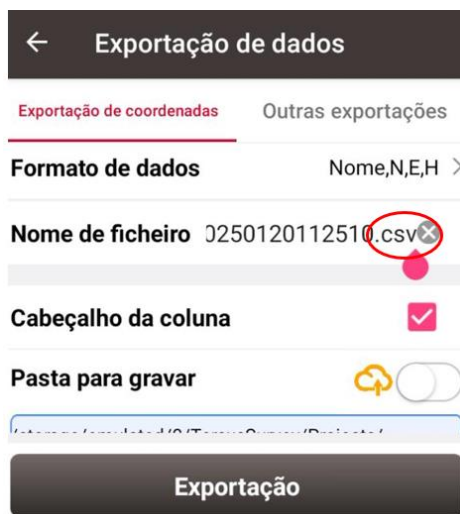 Exportação de dados
Exportação de coordenadas Outras exportações
Formato de dados Nome,N,E,H
Nome de ficheiro 0250120112510.csv
Cabeçalho da coluna
Pasta para gravar
Exportação